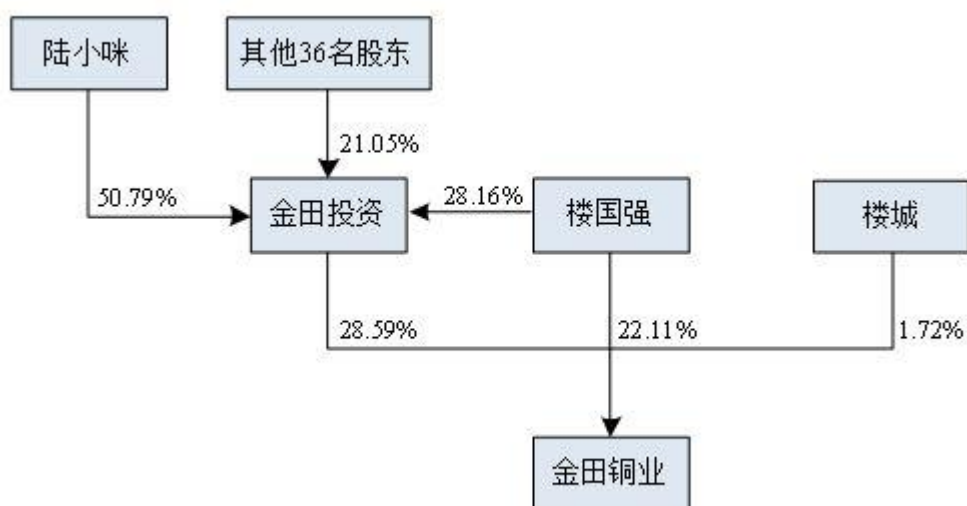 陆小咪
其他36名股东
21.05%
50.79%
金田投资
28.16%
楼国强
楼城
28.59%
22.11%
1.72%
金田铜业